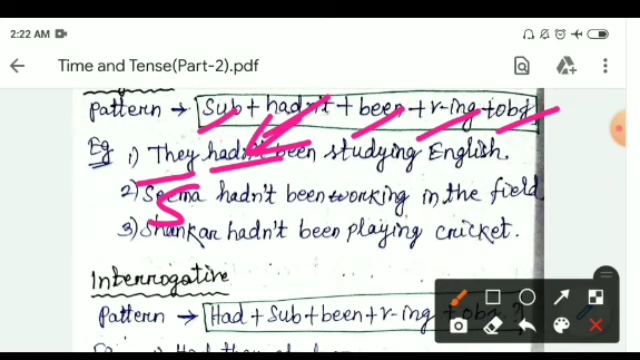 2:22 AM
Time and Tense(Part-2).pdf
Pattern → Sub + hadn't + been + v-ing + obj
Eg 1) They hadn't been studying English.
2) Seema hadn't been working in the field
3) Shankar hadn't been playing cricket.
Interrogative
Pattern → Had + Sub + been + v-ing + obj ?